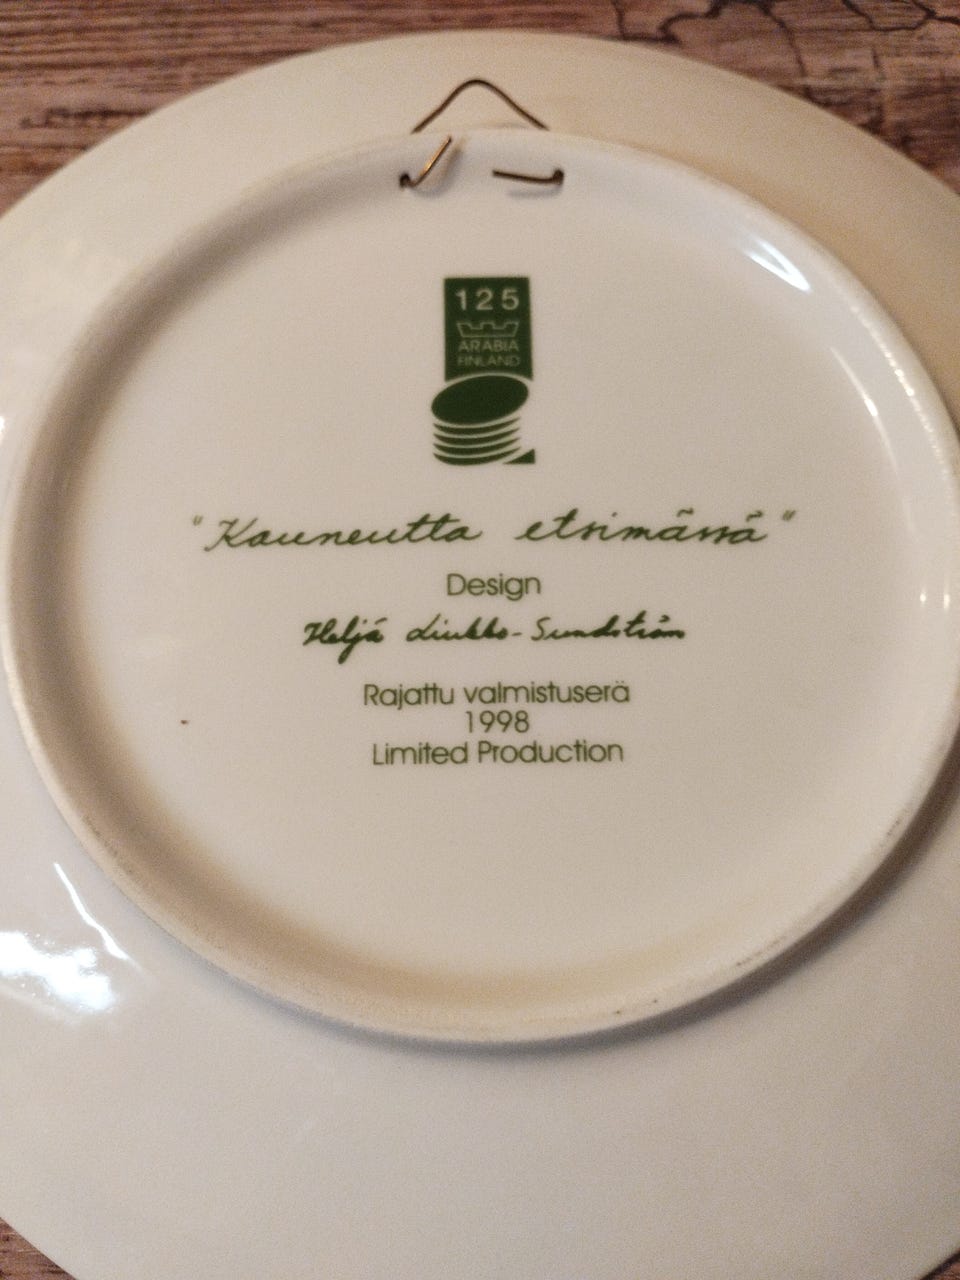 125
ARABIA
FINLAND
"Kauneutta etsimässä"
Design
Heljä Liukko-Sundström
Rajattu valmistuserä
1998
Limited Production